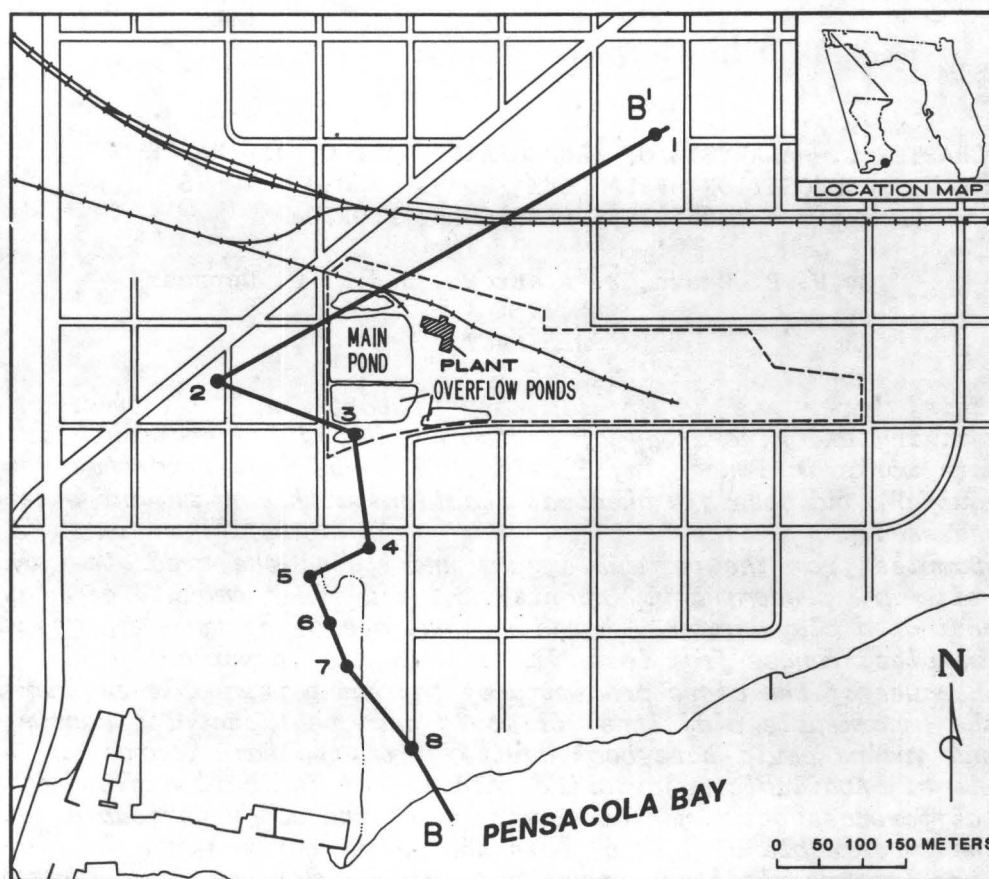 B'
1
LOCATION MAP
MAIN
POND
PLANT
OVERFLOW PONDS
2
3
4
5
6
7
8
N
B
PENSACOLA BAY
0 50 100 150 METERS